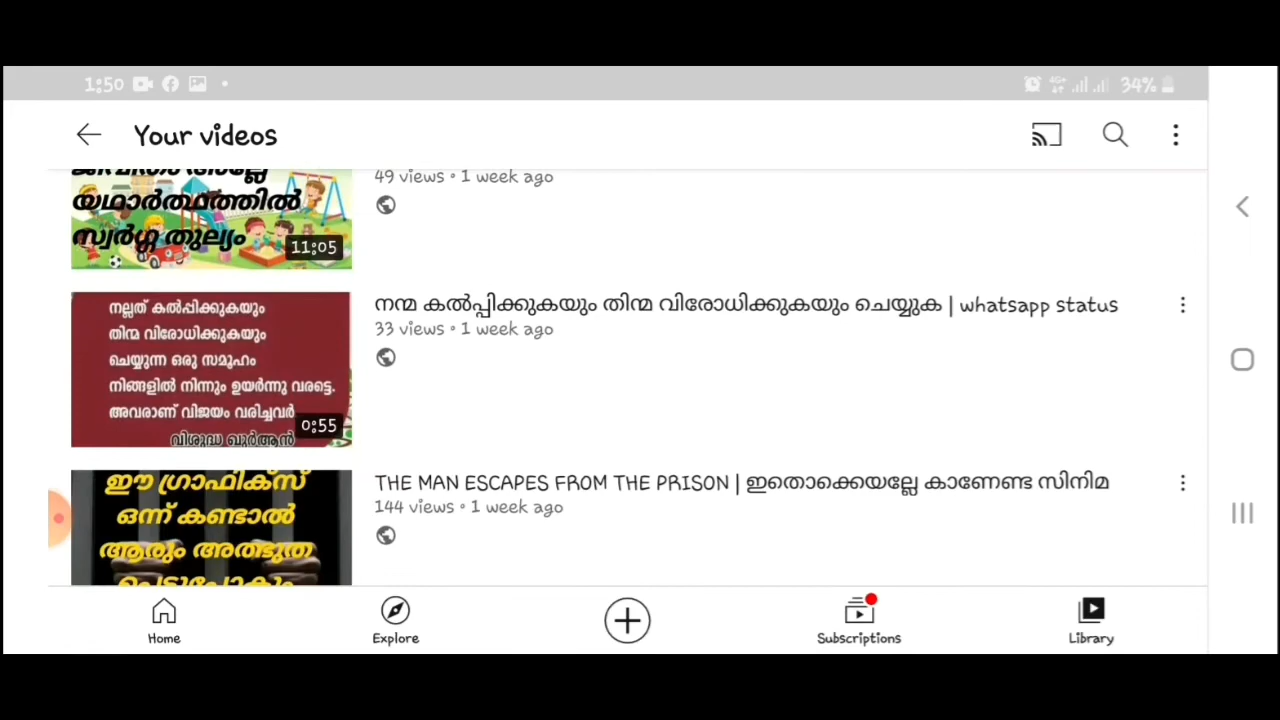 1:50
34%
Your videos
ജീവിതം അല്ലേ
യഥാർത്ഥത്തിൽ
സ്വർഗ്ഗ തുല്യം
11:05
49 views • 1 week ago
നല്ലത് കൽപ്പിക്കുകയും
തിന്മ വിരോധിക്കുകയും
ചെയ്യുന്ന ഒരു സമൂഹം
നിങ്ങളിൽ നിന്നും ഉയർന്നു വരട്ടെ.
അവരാണ് വിജയം വരിച്ചവർ
വിശുദ്ധ ഖുർആൻ
0:55
നന്മ കൽപ്പിക്കുകയും തിന്മ വിരോധിക്കുകയും ചെയ്യുക | whatsapp status
33 views • 1 week ago
ഈ ഗ്രാഫിക്സ്
ഒന്ന് കണ്ടാൽ
ആരും അത്ഭുത
പെട്ടുപോകും
THE MAN ESCAPES FROM THE PRISON | ഇതൊക്കെയല്ലേ കാണേണ്ട സിനിമ
144 views • 1 week ago
Home
Explore
Subscriptions
Library